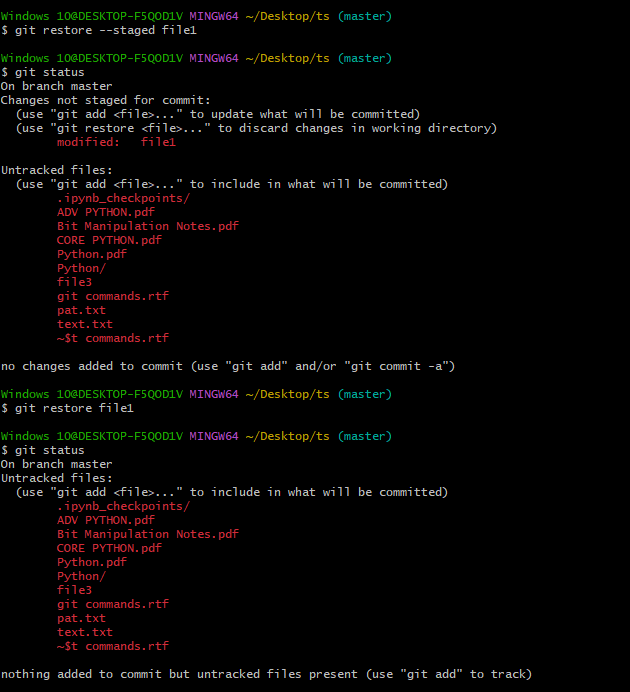 Windows 10@DESKTOP-F5QOD1V MINGW64 ~/Desktop/ts (master)
$ git restore --staged file1
Windows 10@DESKTOP-F5QOD1V MINGW64 ~/Desktop/ts (master)
$ git status
On branch master
Changes not staged for commit:
(use "git add <file>..." to update what will be committed)
(use "git restore <file>..." to discard changes in working directory)
modified: file1
Untracked files:
(use "git add <file>..." to include in what will be committed)
.ipynb_checkpoints/
ADV PYTHON.pdf
Bit Manipulation Notes.pdf
CORE PYTHON.pdf
Python.pdf
Python/
file3
git commands.rtf
pat.txt
text.txt
~$t commands.rtf
no changes added to commit (use "git add" and/or "git commit -a")
Windows 10@DESKTOP-F5QOD1V MINGW64 ~/Desktop/ts (master)
$ git restore file1
Windows 10@DESKTOP-F5QOD1V MINGW64 ~/Desktop/ts (master)
$ git status
On branch master
Untracked files:
(use "git add <file>..." to include in what will be committed)
.ipynb_checkpoints/
ADV PYTHON.pdf
Bit Manipulation Notes.pdf
CORE PYTHON.pdf
Python.pdf
Python/
file3
git commands.rtf
pat.txt
text.txt
~$t commands.rtf
nothing added to commit but untracked files present (use "git add" to track)